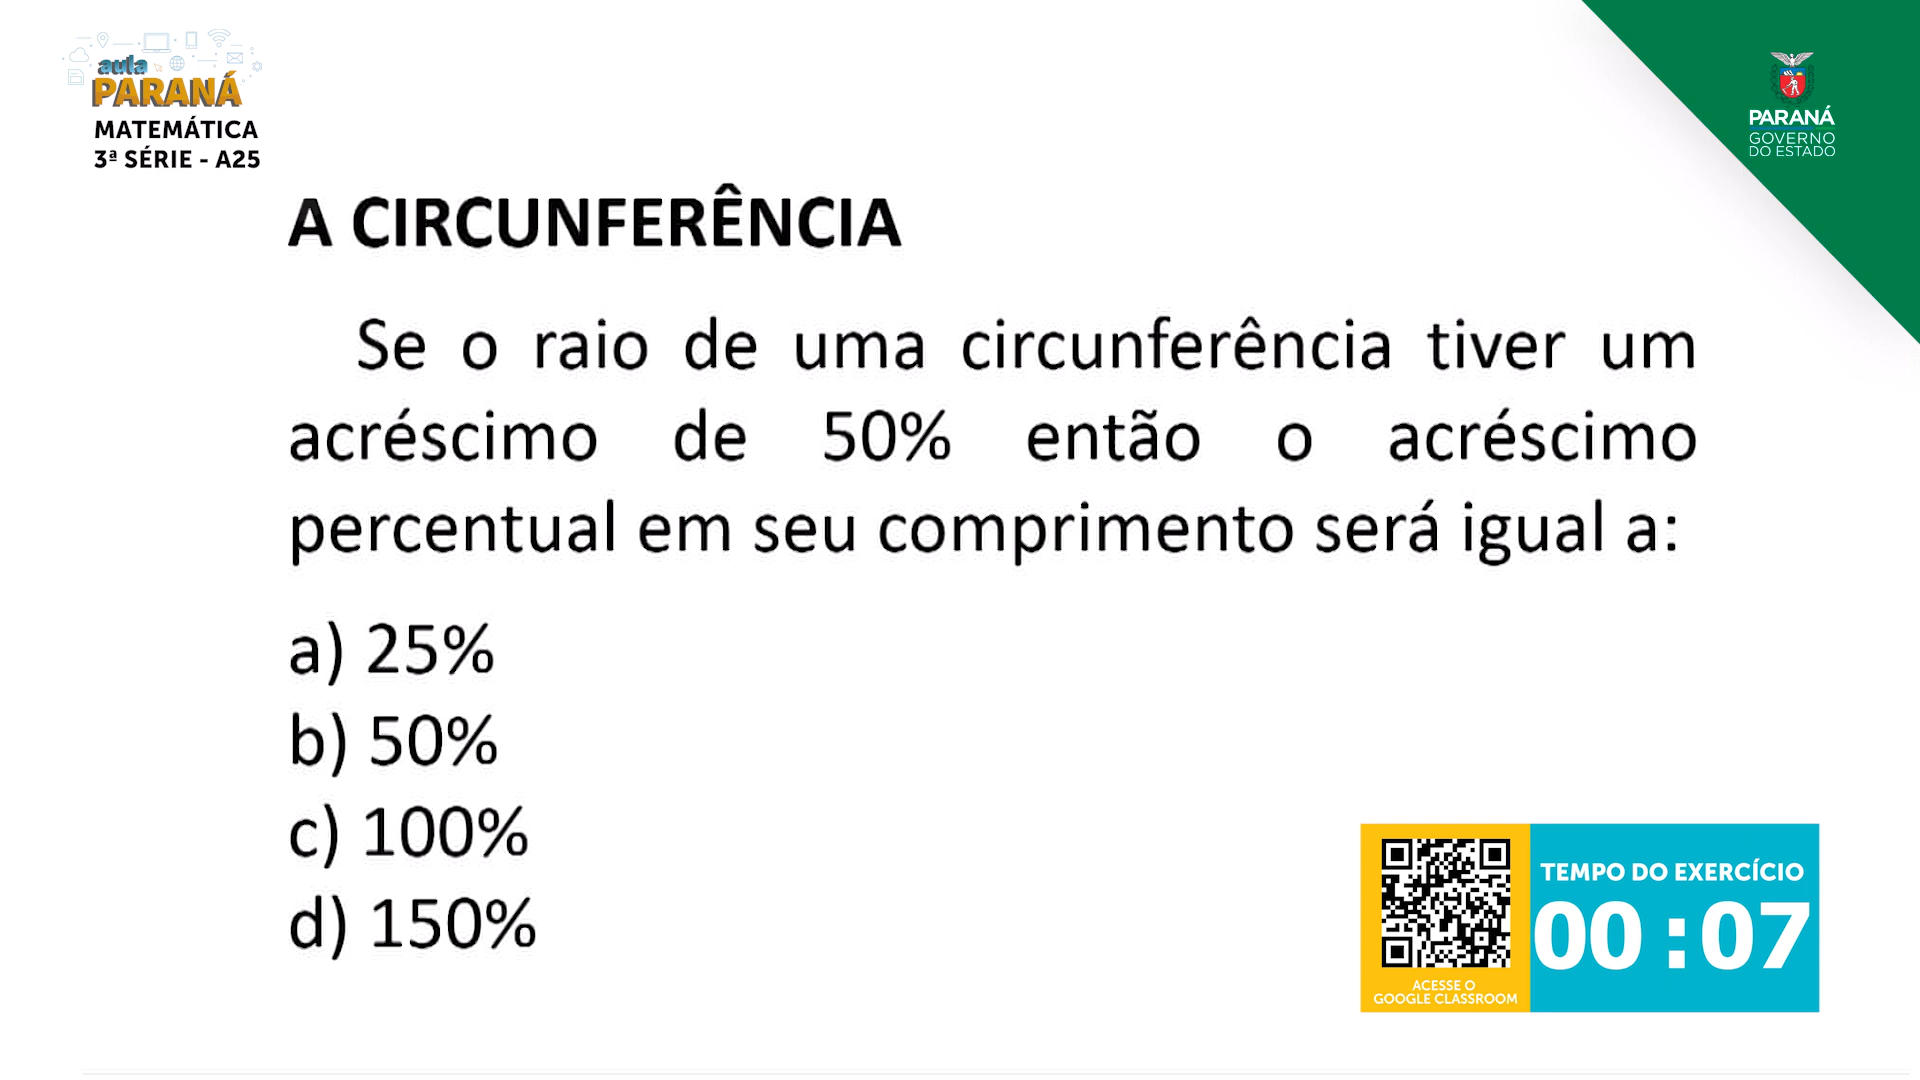 aula
PARANÁ
MATEMÁTICA
3ª SÉRIE - A25
PARANÁ
GOVERNO
DO ESTADO
A CIRCUNFERÊNCIA
Se o raio de uma circunferência tiver um
acréscimo de 50% então o acréscimo
percentual em seu comprimento será igual a:
a) 25%
b) 50%
c) 100%
d) 150%
TEMPO DO EXERCÍCIO
00 : 07
ACESSE O
GOOGLE CLASSROOM